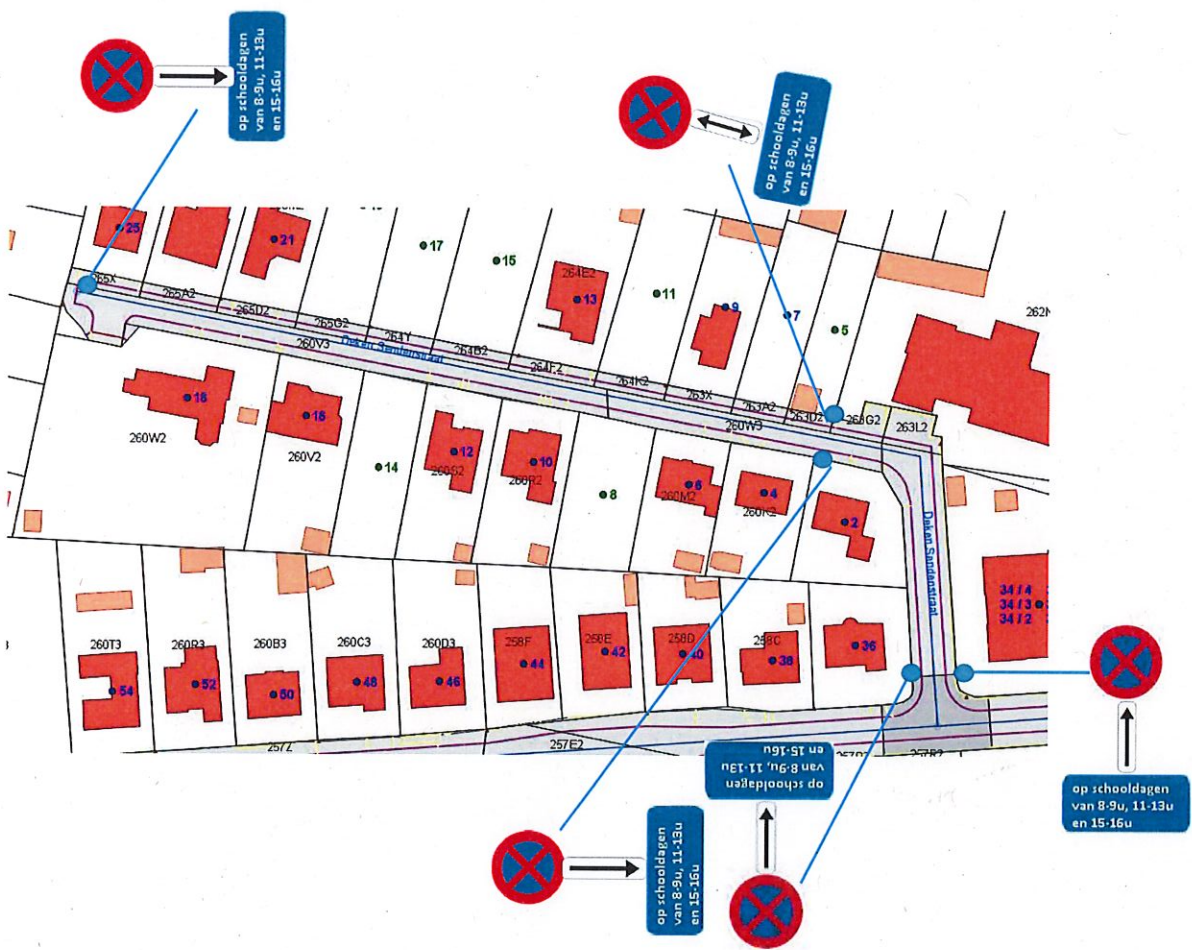 op schooldagen
van 8-9u, 11-13u
en 15-16u
op schooldagen
van 8-9u, 11-13u
en 15-16u
25
21
17
15
264E2
13
11
9
7
5
265X
265A2
265D2
265G2
264Y
264B2
264F2
264K2
263X
263A2
263D2
263G2
263L2
Deken Sendenstraat
260V3
260W3
18
16
260W2
260V2
14
12
260S2
10
260R2
8
6
260M2
4
260K2
2
Deken Sendenstraat
34 / 4
34 / 3
34 / 2
260T3
260R3
260B3
260C3
260D3
258F
258E
258D
258C
54
52
50
48
46
44
42
40
38
36
257Z
257E2
op schooldagen
van 8-9u, 11-13u
en 15-16u
op schooldagen
van 8-9u, 11-13u
en 15-16u
op schooldagen
van 8-9u, 11-13u
en 15-16u